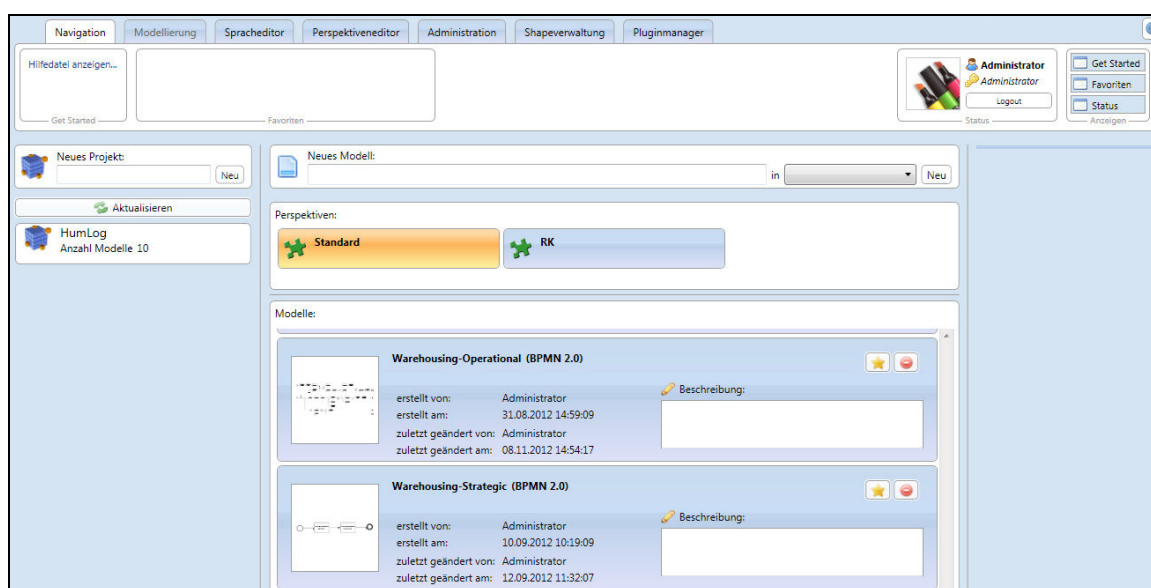 Navigation Modellierung Spracheditor Perspektiveneditor Administration Shapeverwaltung Pluginmanager
Hilfedatei anzeigen...
Get Started
Favoriten
Administrator
Administrator
Logout
Status
Get Started
Favoriten
Status
Anzeigen
Neues Projekt:
Neu
Aktualisieren
HumLog
Anzahl Modelle 10
Neues Modell:
in Neu
Perspektiven:
Standard RK
Modelle:
Warehousing-Operational (BPMN 2.0)
Beschreibung:
erstellt von: Administrator
erstellt am: 31.08.2012 14:59:09
zuletzt geändert von: Administrator
zuletzt geändert am: 08.11.2012 14:54:17
Warehousing-Strategic (BPMN 2.0)
Beschreibung:
erstellt von: Administrator
erstellt am: 10.09.2012 10:19:09
zuletzt geändert von: Administrator
zuletzt geändert am: 12.09.2012 11:32:07